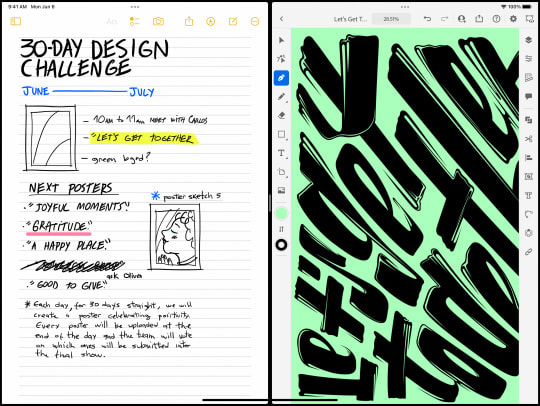 9:41 AM Mon Jun 6
100%
Let's Get T...
28.51%
30-DAY DESIGN
CHALLENGE
JUNE JULY
- 10am to 11am MEET WITH CARLOS
- "LET'S GET TOGETHER
- green bgrd?
NEXT POSTERS
* poster sketch 5
· "JOYFUL MOMENTS!"
· "GRATITUDE"
· "A HAPPY PLACE."
ask Olivia
· "GOOD TO GIVE."
* Each day, for 30 days straight, we will
create a poster celebrating positivity.
Every poster will be uploaded at the
end of the day and the team will vote
on which ones will be submitted into
the final show.
Let's
get
together